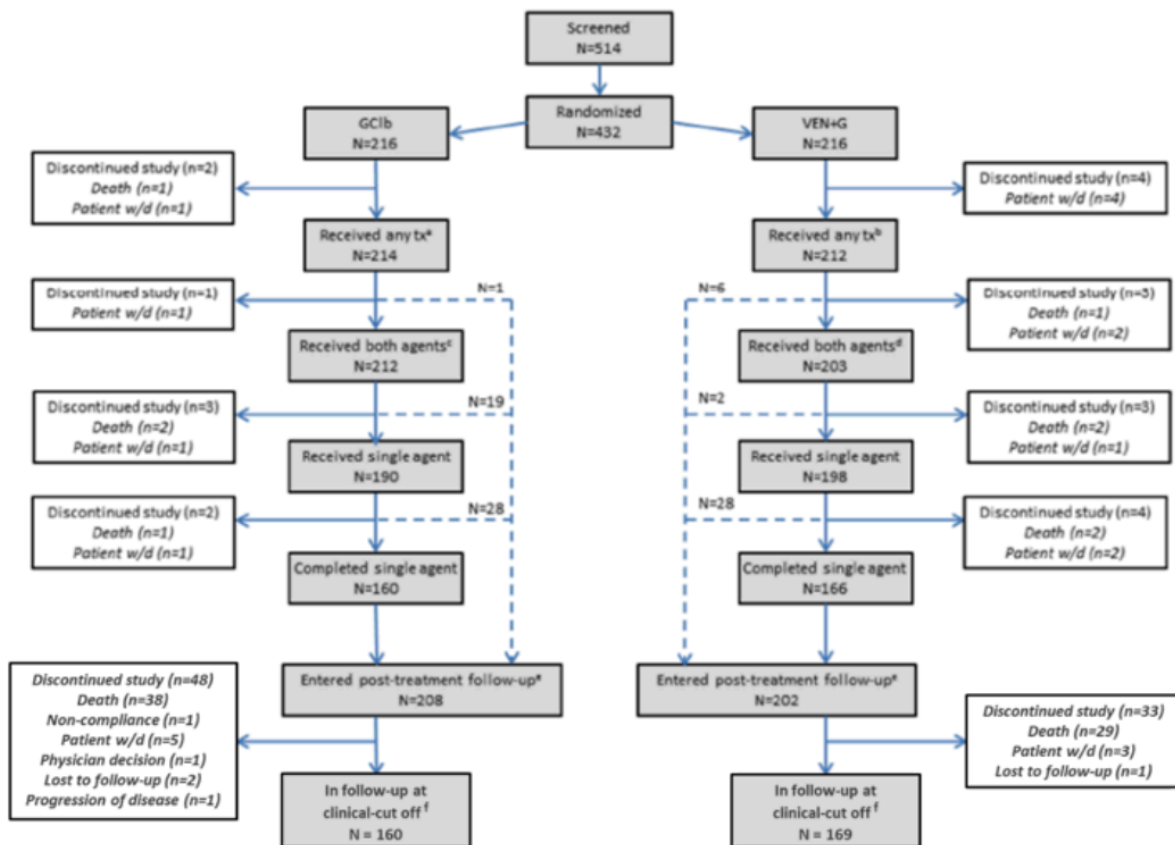 Screened
N=514
Randomized
N=432
GClb
N=216
VEN+G
N=216
Discontinued study (n=2)
Death (n=1)
Patient w/d (n=1)
Discontinued study (n=4)
Patient w/d (n=4)
Received any txᵃ
N=214
Received any txᵇ
N=212
Discontinued study (n=1)
Patient w/d (n=1)
N=1
N=6
Discontinued study (n=3)
Death (n=1)
Patient w/d (n=2)
Received both agentsᶜ
N=212
Received both agentsᵈ
N=203
Discontinued study (n=3)
Death (n=2)
Patient w/d (n=1)
N=19
N=2
Discontinued study (n=3)
Death (n=2)
Patient w/d (n=1)
Received single agent
N=190
Received single agent
N=198
Discontinued study (n=2)
Death (n=1)
Patient w/d (n=1)
N=28
N=28
Discontinued study (n=4)
Death (n=2)
Patient w/d (n=2)
Completed single agent
N=160
Completed single agent
N=166
Entered post-treatment follow-upᵉ
N=208
Entered post-treatment follow-upᵉ
N=202
Discontinued study (n=48)
Death (n=38)
Non-compliance (n=1)
Patient w/d (n=5)
Physician decision (n=1)
Lost to follow-up (n=2)
Progression of disease (n=1)
Discontinued study (n=33)
Death (n=29)
Patient w/d (n=3)
Lost to follow-up (n=1)
In follow-up at
clinical-cut off ᶠ
N = 160
In follow-up at
clinical-cut off ᶠ
N = 169